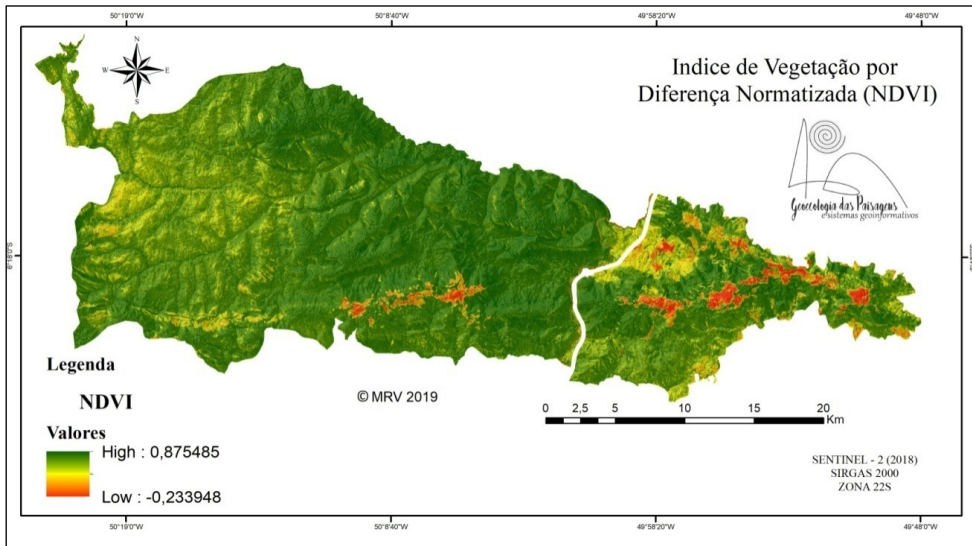 50°19'0"W 50°8'40"W 49°58'20"W 49°48'0"W
N
W E
S
Indice de Vegetação por
Diferença Normatizada (NDVI)
Geoecologia das Paisagens
e sistemas geoinformativos
6°18'0"S
Legenda
NDVI
Valores
High : 0,875485
Low : -0,233948
© MRV 2019
0 2,5 5 10 15 20
Km
SENTINEL - 2 (2018)
SIRGAS 2000
ZONA 22S
50°19'0"W 50°8'40"W 49°58'20"W 49°48'0"W